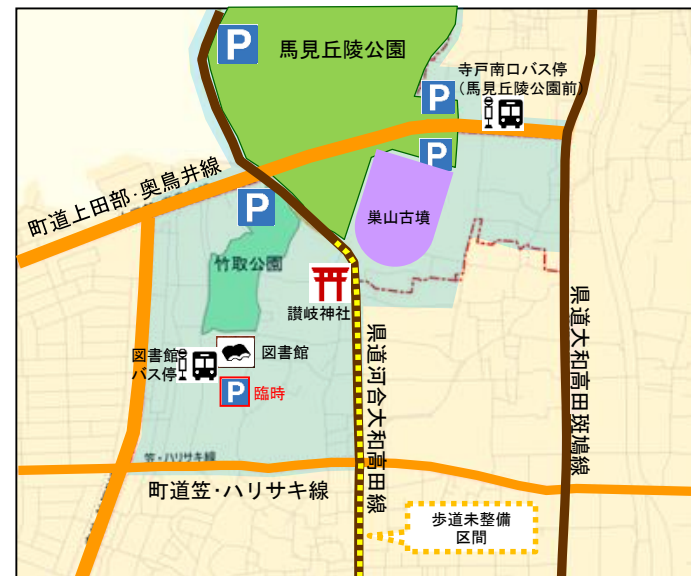 P
馬見丘陵公園
寺戸南口バス停
(馬見丘陵公園前)
P
P
町道上田部・奥鳥井線
P
巣山古墳
竹取公園
讃岐神社
図書館
バス停
図書館
P
臨時
県道河合大和高田線
県道大和高田斑鳩線
笠・ハリサキ線
町道笠・ハリサキ線
歩道未整備
区間